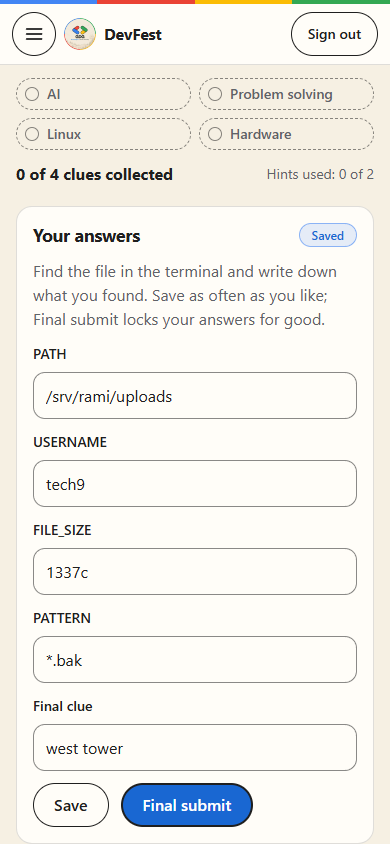 DevFest
Sign out
AI
Problem solving
Linux
Hardware
0 of 4 clues collected
Hints used: 0 of 2
Your answers
Saved
Find the file in the terminal and write down
what you found. Save as often as you like;
Final submit locks your answers for good.
PATH
/srv/rami/uploads
USERNAME
tech9
FILE_SIZE
1337c
PATTERN
*.bak
Final clue
west tower
Save
Final submit